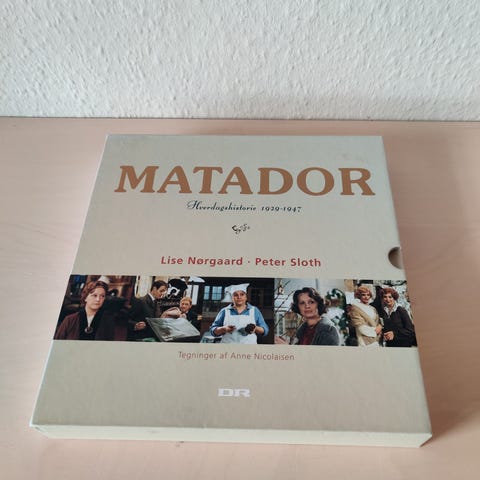 MATADOR
Hverdagshistorie 1929-1947
Lise Nørgaard · Peter Sloth
Tegninger af Anne Nicolaisen
DR